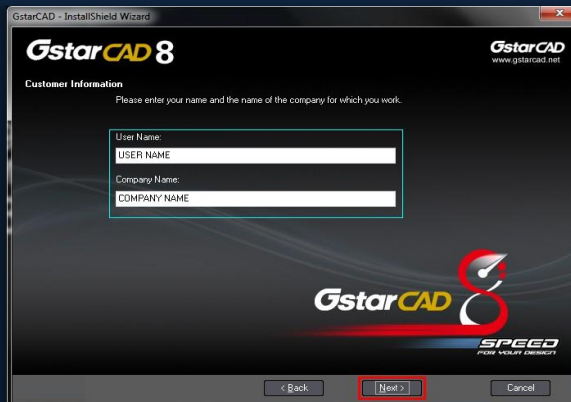 GstarCAD - InstallShield Wizard
GstarCAD 8
GstarCAD
www.gstarcad.net
Customer Information
Please enter your name and the name of the company for which you work.
User Name:
USER NAME
Company Name:
COMPANY NAME
GstarCAD 8
SPEED
FOR YOUR DESIGN
< Back
Next >
Cancel